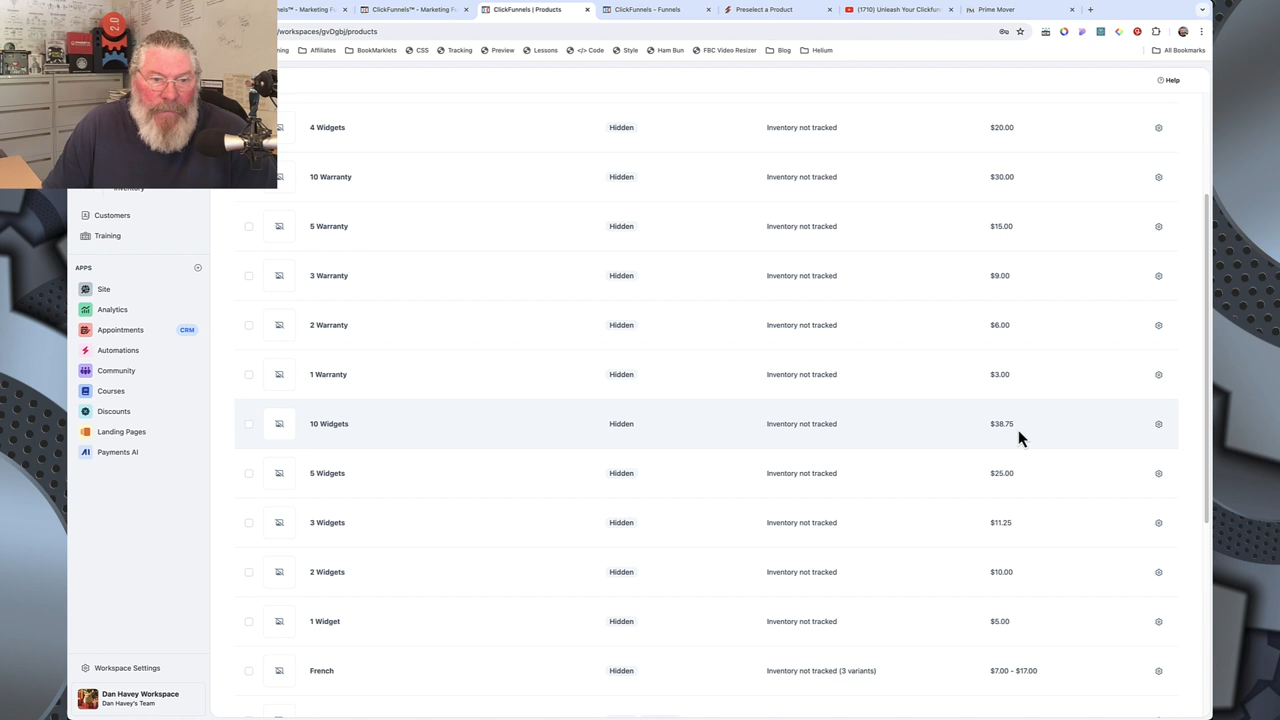 ns™ - Marketing F
ClickFunnels™ - Marketing F
ClickFunnels | Products
ClickFunnels - Funnels
Preselect a Product
(1710) Unleash Your Clickfun
Prime Mover
/workspaces/gvDgbj/products
ning
Affiliates
BookMarklets
CSS
Tracking
Preview
Lessons
</> Code
Style
Ham Bun
FBC Video Resizer
Blog
Helium
All Bookmarks
2.0
Help
4 Widgets Hidden Inventory not tracked $20.00
10 Warranty Hidden Inventory not tracked $30.00
Inventory
Customers
Training
APPS
Site
Analytics
Appointments CRM
Automations
Community
Courses
Discounts
Landing Pages
AI Payments AI
5 Warranty Hidden Inventory not tracked $15.00
3 Warranty Hidden Inventory not tracked $9.00
2 Warranty Hidden Inventory not tracked $6.00
1 Warranty Hidden Inventory not tracked $3.00
10 Widgets Hidden Inventory not tracked $38.75
5 Widgets Hidden Inventory not tracked $25.00
3 Widgets Hidden Inventory not tracked $11.25
2 Widgets Hidden Inventory not tracked $10.00
1 Widget Hidden Inventory not tracked $5.00
French Hidden Inventory not tracked (3 variants) $7.00 - $17.00
Workspace Settings
Dan Havey Workspace
Dan Havey's Team